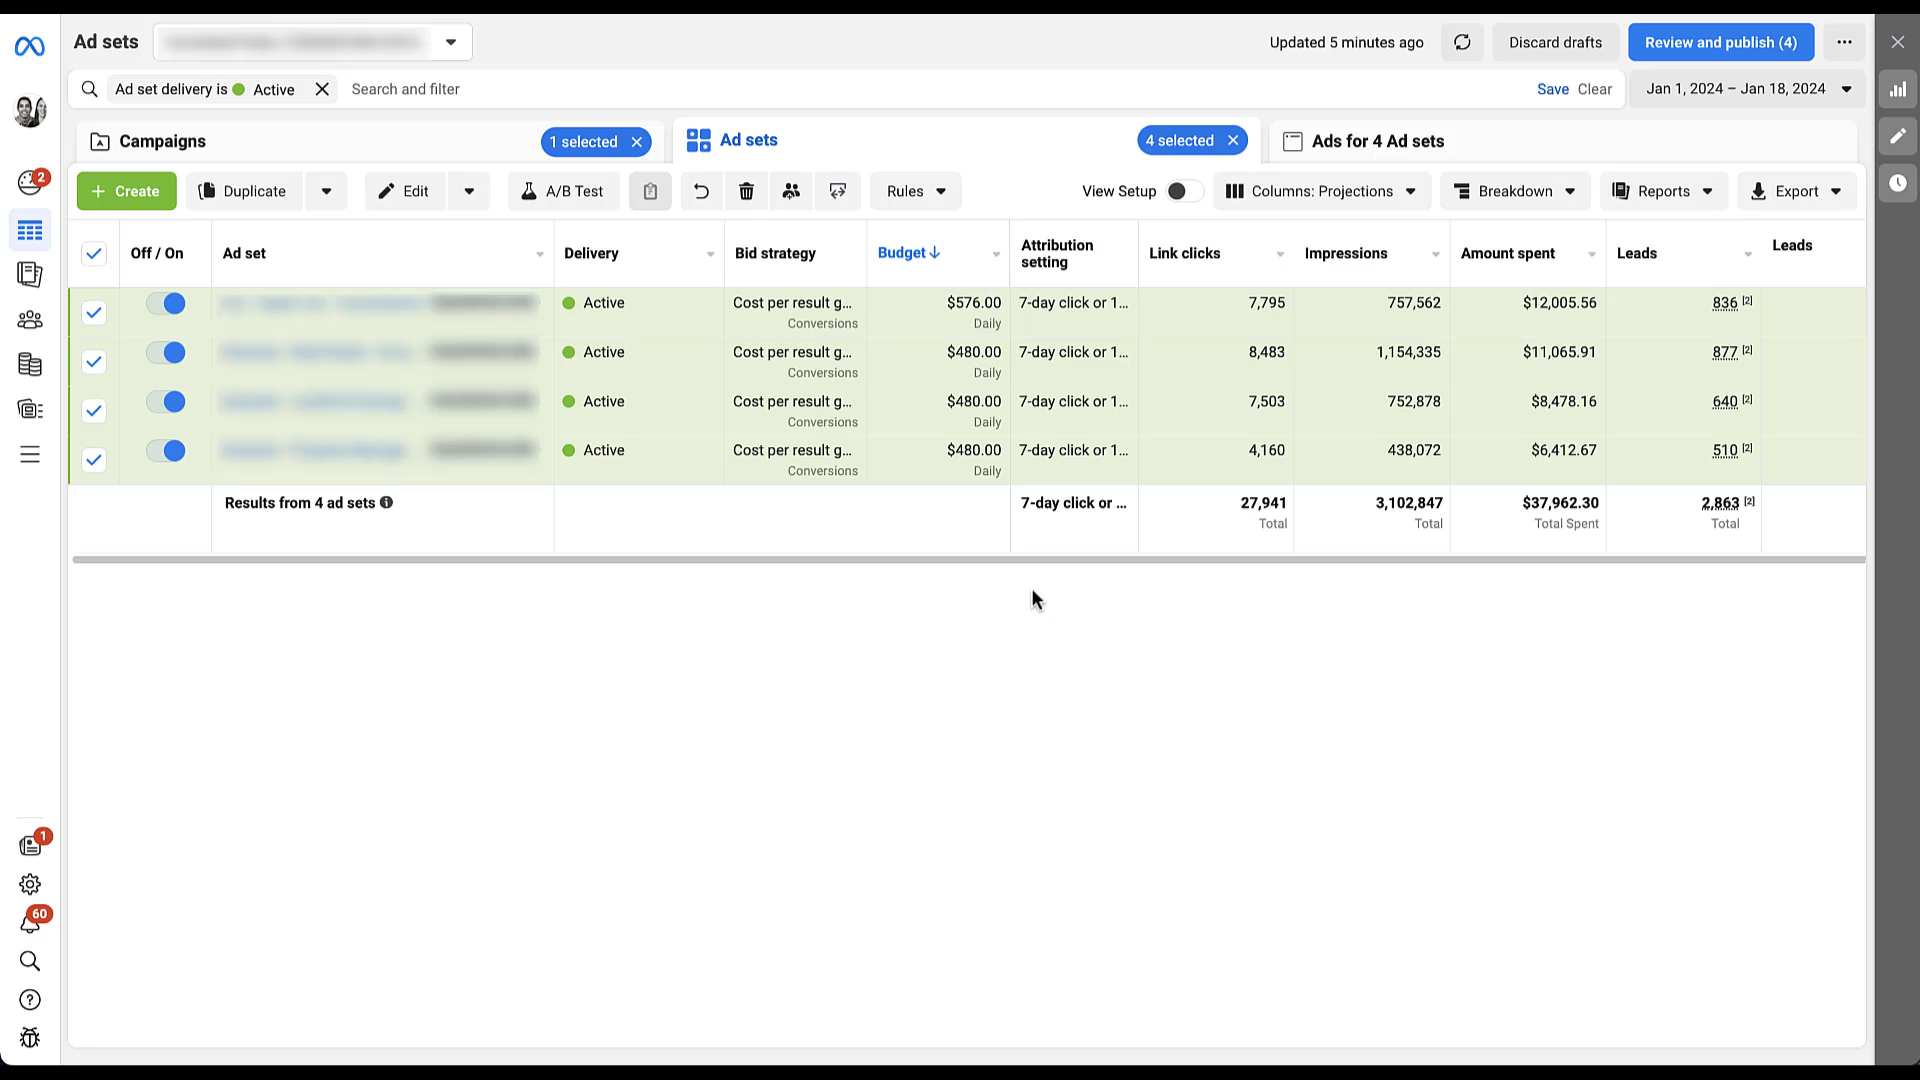 Ad sets
Updated 5 minutes ago
Discard drafts
Review and publish (4)
Ad set delivery is Active
Search and filter
Save
Clear
Jan 1, 2024 – Jan 18, 2024
Campaigns
1 selected
Ad sets
4 selected
Ads for 4 Ad sets
2
+ Create
Duplicate
Edit
A/B Test
Rules
View Setup
Columns: Projections
Breakdown
Reports
Export
Off / On
Ad set
Delivery
Bid strategy
Budget↓
Attribution
setting
Link clicks
Impressions
Amount spent
Leads
Leads
Active Cost per result g... $576.00 7-day click or 1... 7,795 757,562 $12,005.56 836 [2]
Conversions Daily
Active Cost per result g... $480.00 7-day click or 1... 8,483 1,154,335 $11,065.91 877 [2]
Conversions Daily
Active Cost per result g... $480.00 7-day click or 1... 7,503 752,878 $8,478.16 640 [2]
Conversions Daily
Active Cost per result g... $480.00 7-day click or 1... 4,160 438,072 $6,412.67 510 [2]
Conversions Daily
Results from 4 ad sets 7-day click or ... 27,941 3,102,847 $37,962.30 2,863 [2]
Total Total Total Spent Total
1
60